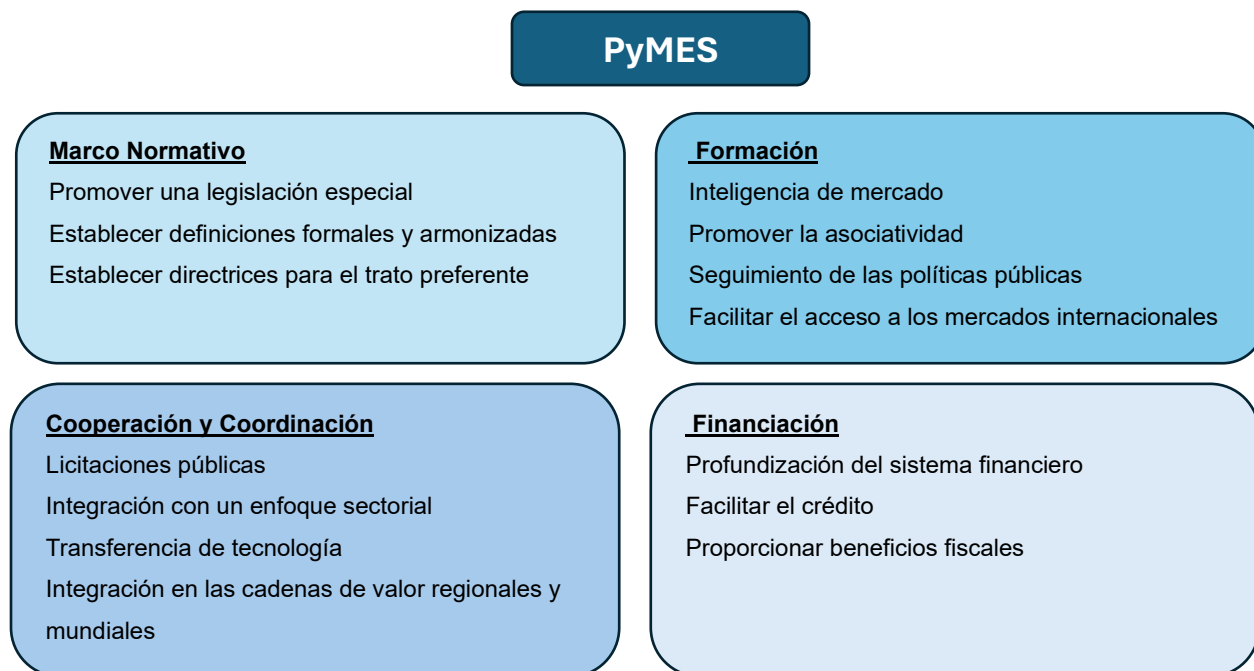 PyMES
Marco Normativo
Promover una legislación especial
Establecer definiciones formales y armonizadas
Establecer directrices para el trato preferente
Formación
Inteligencia de mercado
Promover la asociatividad
Seguimiento de las políticas públicas
Facilitar el acceso a los mercados internacionales
Cooperación y Coordinación
Licitaciones públicas
Integración con un enfoque sectorial
Transferencia de tecnología
Integración en las cadenas de valor regionales y
mundiales
Financiación
Profundización del sistema financiero
Facilitar el crédito
Proporcionar beneficios fiscales